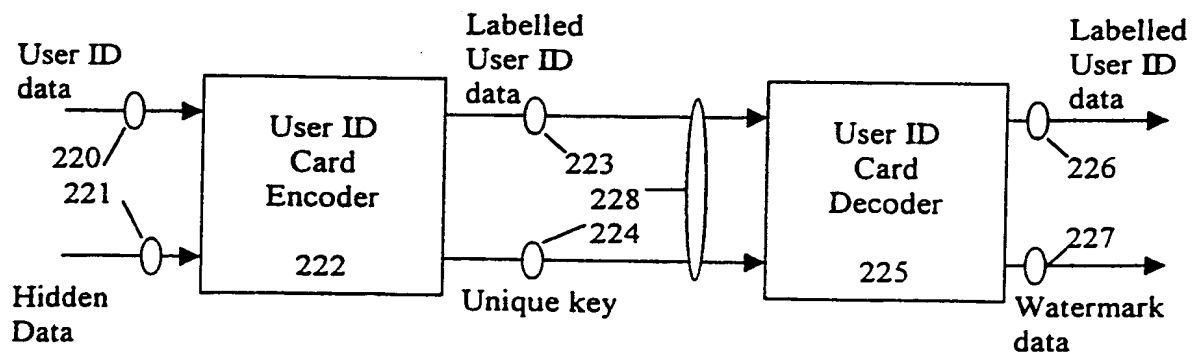 User ID
data
220
221
Hidden
Data
User ID
Card
Encoder
222
Labelled
User ID
data
223
228
224
Unique key
User ID
Card
Decoder
225
Labelled
User ID
data
226
227
Watermark
data